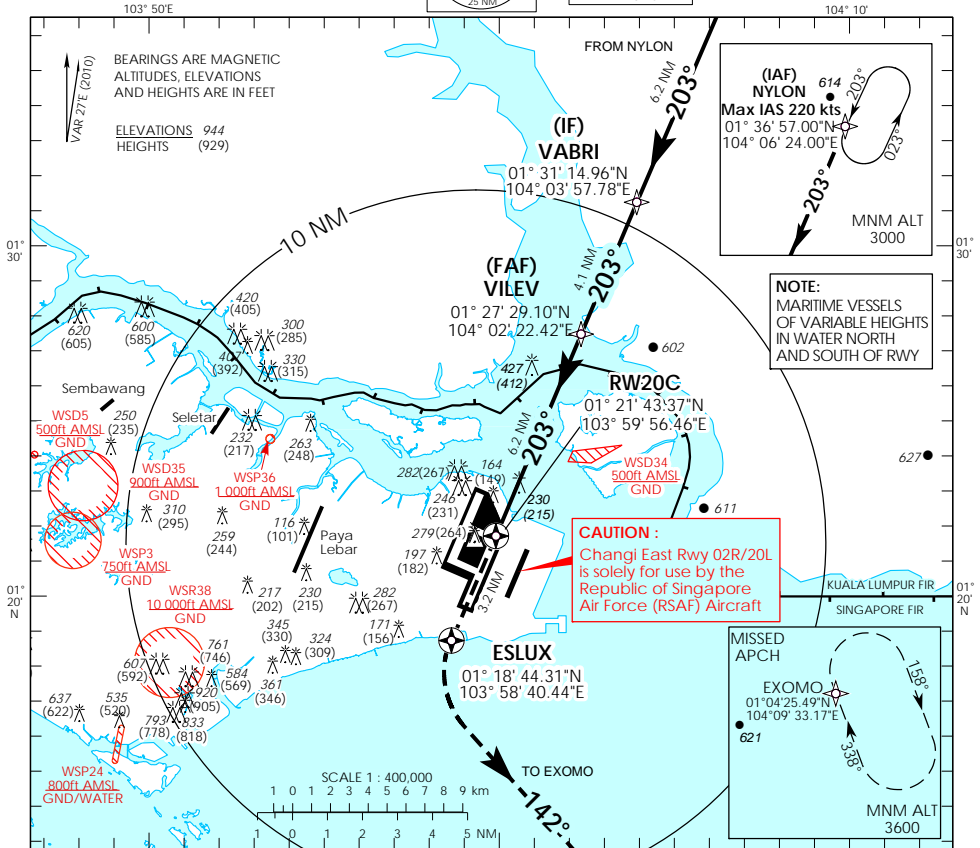 25 NM
103° 50'E
104° 10'
VAR 27'E (2010)
BEARINGS ARE MAGNETIC
ALTITUDES, ELEVATIONS
AND HEIGHTS ARE IN FEET
ELEVATIONS 944
HEIGHTS (929)
FROM NYLON
6.2 NM
203°
(IAF)
NYLON
Max IAS 220 kts
01° 36' 57.00"N
104° 06' 24.00"E
614
203°
023°
203°
MNM ALT
3000
(IF)
VABRI
01° 31' 14.96"N
104° 03' 57.78"E
10 NM
01°
30'
01°
30'
4.1 NM
203°
(FAF)
VILEV
01° 27' 29.10"N
104° 02' 22.42"E
NOTE:
MARITIME VESSELS
OF VARIABLE HEIGHTS
IN WATER NORTH
AND SOUTH OF RWY
620
(605)
600
(585)
420
(405)
300
(285)
(392)
330
(315)
427
(412)
602
RW20C
01° 21' 43.37"N
103° 59' 56.46"E
6.2 NM
203°
Sembawang
Seletar
WSD5
500ft AMSL
GND
250
(235)
232
(217)
263
(248)
WSD35
900ft AMSL
GND
WSP36
1 000ft AMSL
GND
282(267)
164
(149)
246
(231)
230
(215)
WSD34
500ft AMSL
GND
627
611
310
(295)
259
(244)
116
(101)
Paya
Lebar
279(264)
197
(182)
CAUTION :
Changi East Rwy 02R/20L
is solely for use by the
Republic of Singapore
Air Force (RSAF) Aircraft
WSP3
750ft AMSL
GND
WSR38
10 000ft AMSL
GND
217
(202)
230
(215)
282
(267)
3.2 NM
KUALA LUMPUR FIR
SINGAPORE FIR
01°
20'
N
01°
20'
N
345
(330)
324
(309)
171
(156)
361
(346)
607
(592)
761
(746)
584
(569)
920
(905)
637
(622)
535
(520)
793
(778)
833
(818)
ESLUX
01° 18' 44.31"N
103° 58' 40.44"E
MISSED
APCH
EXOMO
01°04'25.49"N
104°09' 33.17"E
621
158°
338°
MNM ALT
3600
WSP24
800ft AMSL
GND/WATER
SCALE 1 : 400,000
1 0 1 2 3 4 5 6 7 8 9 km
1 0 1 2 3 4 5 NM
TO EXOMO
142°